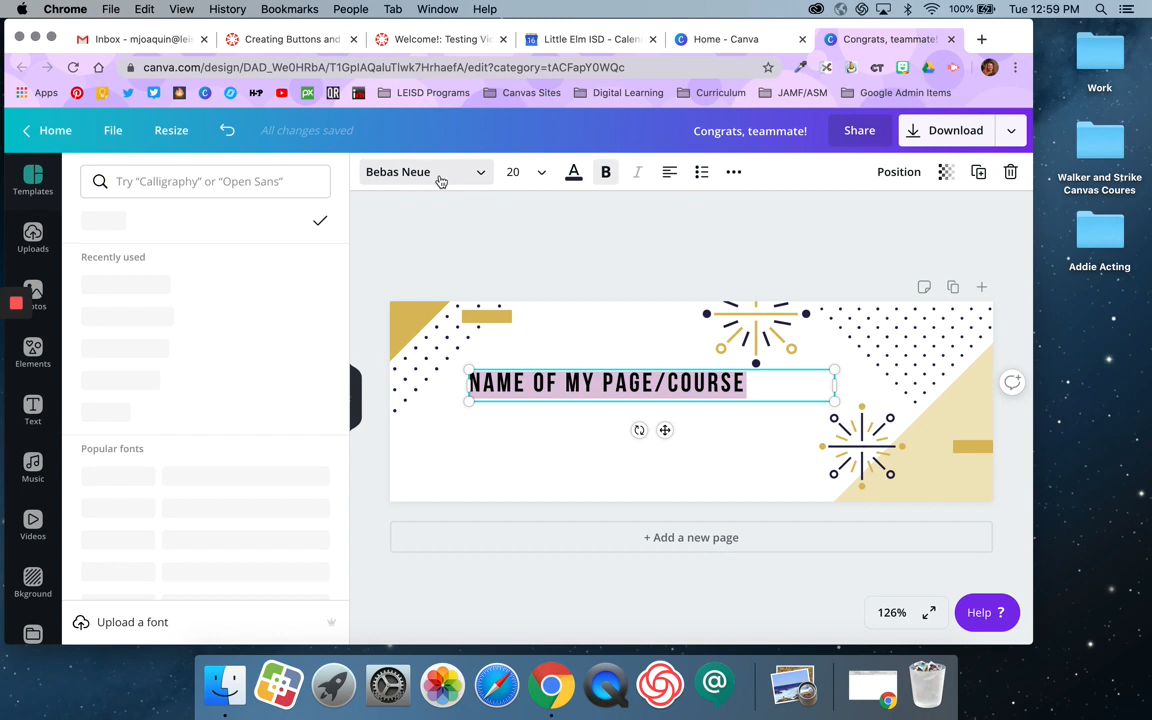 Chrome File Edit View History Bookmarks People Tab Window Help 100% Tue 12:59 PM
Inbox - mjoaquin@leis Creating Buttons and Welcome!: Testing Vi Little Elm ISD - Calen Home - Canva Congrats, teammate!
canva.com/design/DAD_We0HRbA/T1GpIAQaluTlwk7HrhaefA/edit?category=tACFapY0WQc
Apps LEISD Programs Canvas Sites Digital Learning Curriculum JAMF/ASM Google Admin Items
Home File Resize All changes saved Congrats, teammate! Share Download
Templates
Uploads
otos
Elements
Text
Music
Videos
Bkground
Try “Calligraphy” or “Open Sans”
Recently used
Popular fonts
Upload a font
Bebas Neue 20 A B I Position
NAME OF MY PAGE/COURSE
+ Add a new page
126% Help ?
Work
Walker and Strike
Canvas Coures
Addie Acting